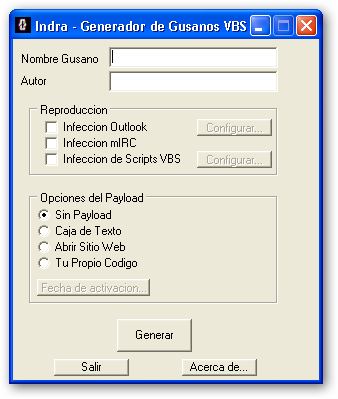 Indra - Generador de Gusanos VBS
Nombre Gusano
Autor
Reproduccion
Infeccion Outlook
Configurar...
Infeccion mIRC
Infeccion de Scripts VBS
Configurar...
Opciones del Payload
Sin Payload
Caja de Texto
Abrir Sitio Web
Tu Propio Codigo
Fecha de activacion...
Generar
Salir
Acerca de...